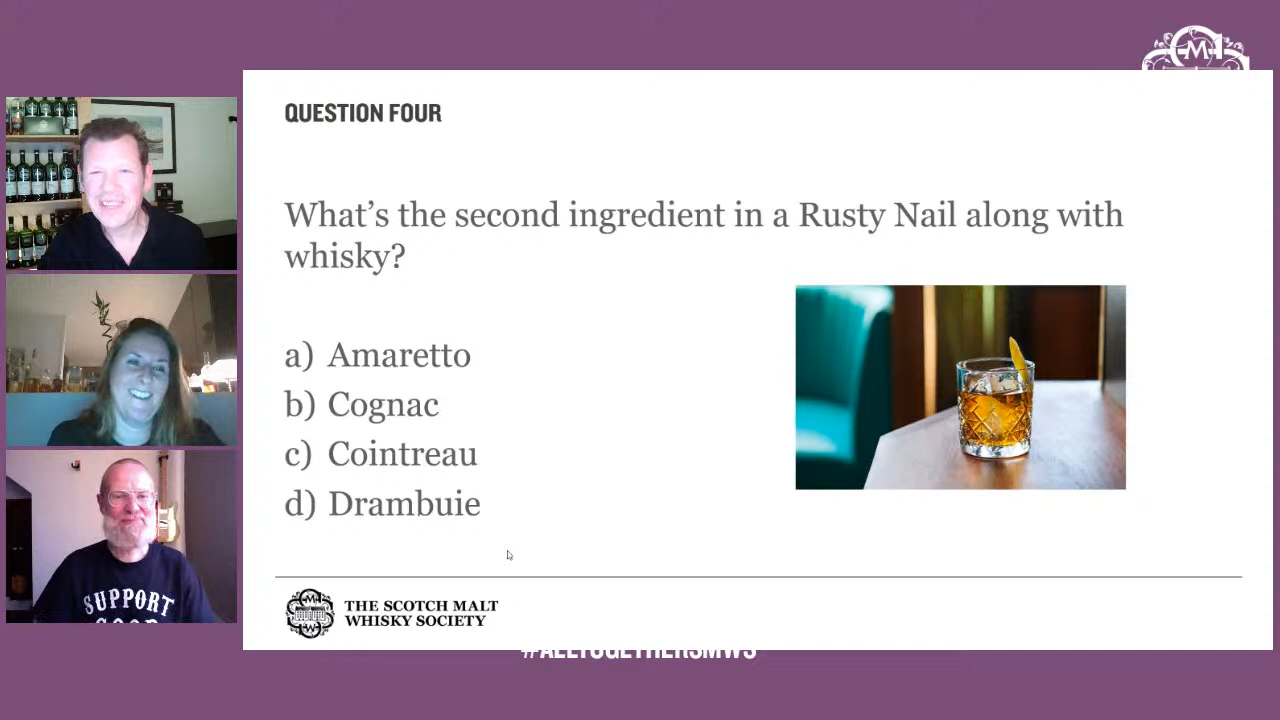 QUESTION FOUR
What's the second ingredient in a Rusty Nail along with
whisky?
a) Amaretto
b) Cognac
c) Cointreau
d) Drambuie
THE SCOTCH MALT
WHISKY SOCIETY
SUPPORT
#ALLTOGETHERSMWS